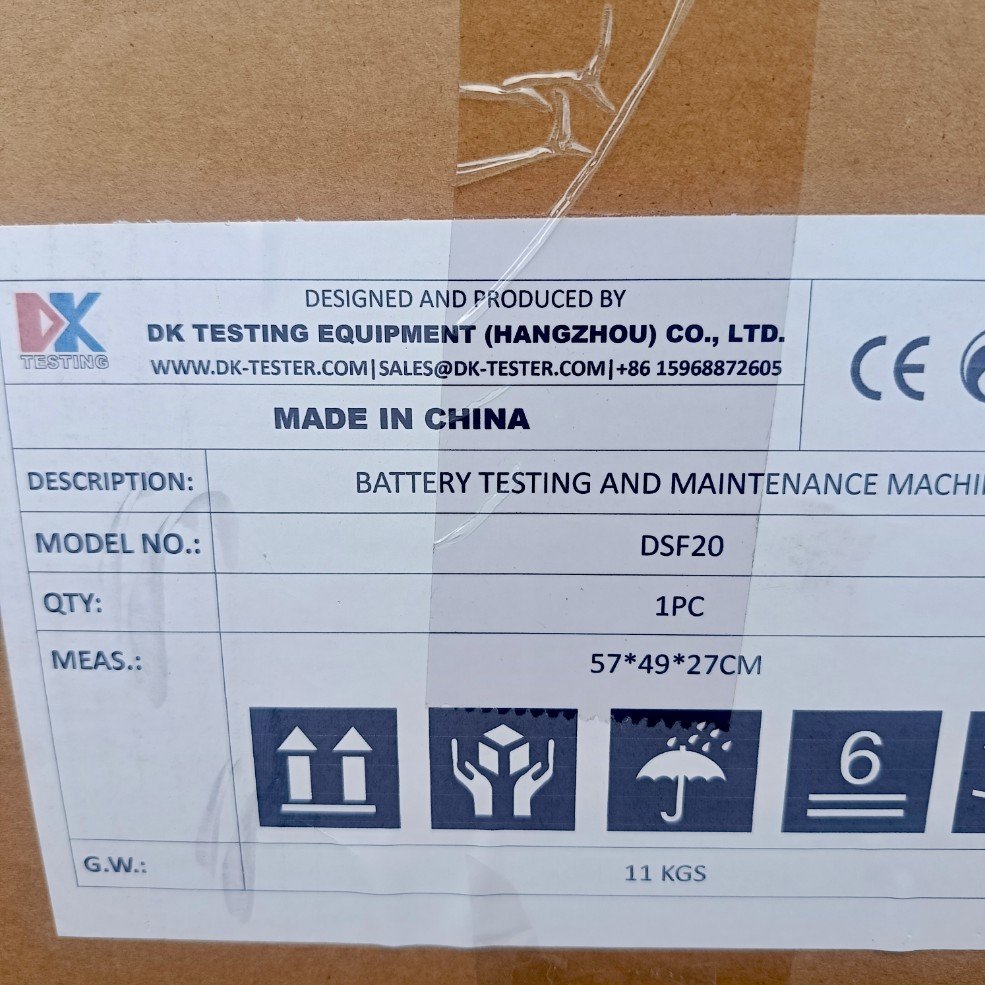 DK
TESTING
DESIGNED AND PRODUCED BY
DK TESTING EQUIPMENT (HANGZHOU) CO., LTD.
WWW.DK-TESTER.COM|SALES@DK-TESTER.COM|+86 15968872605
CE
MADE IN CHINA
DESCRIPTION: BATTERY TESTING AND MAINTENANCE MACHI
MODEL NO.: DSF20
QTY: 1PC
MEAS.: 57*49*27CM
6
G.W.: 11 KGS